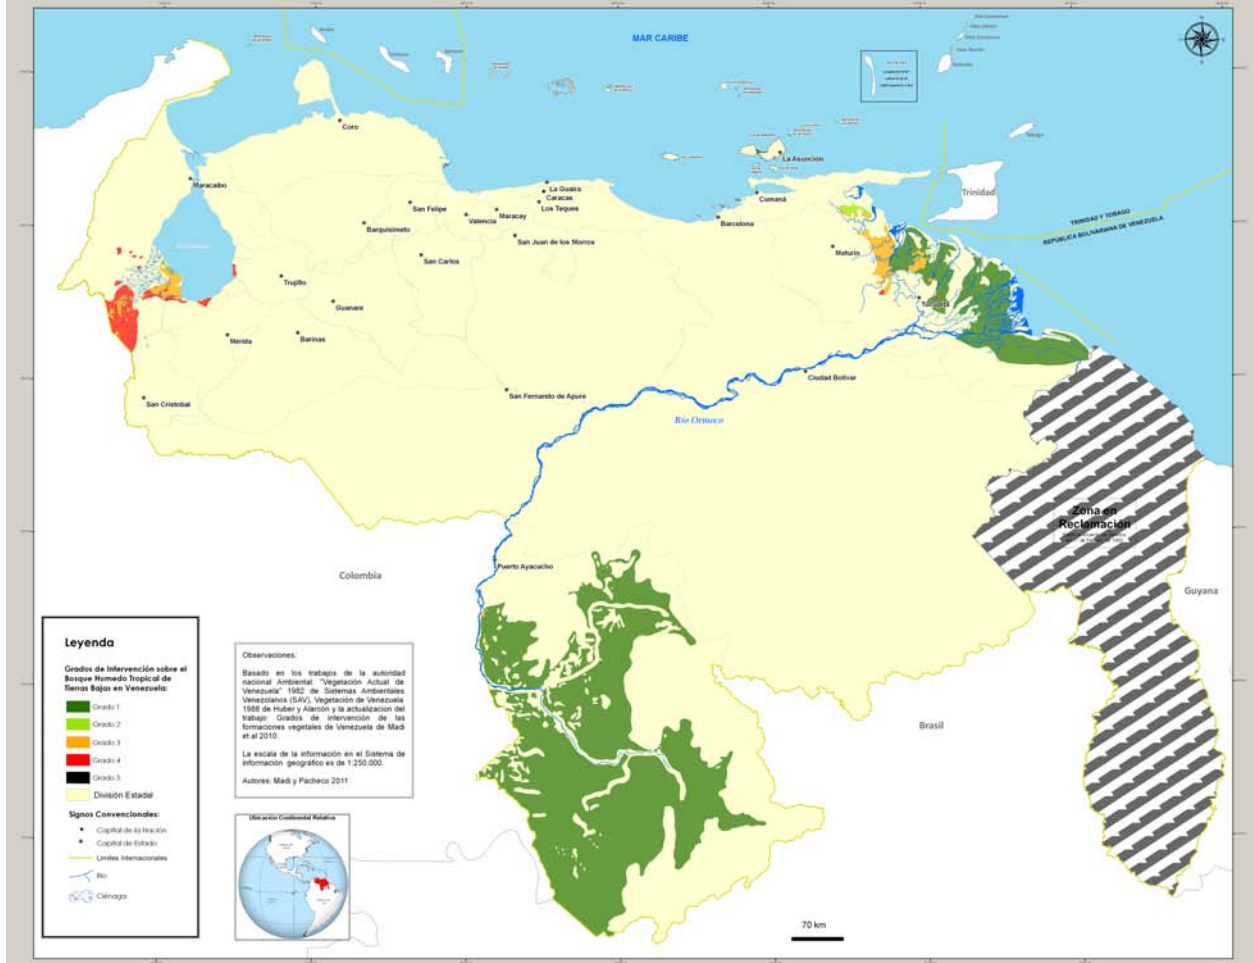 MAR CARIBE
La Asunción
Coro
Trinidad
Maracaibo
La Guaira
Caracas
Los Teques
San Felipe
Valencia
Maracay
Cumaná
Barcelona
TRINIDAD Y TOBAGO
REPÚBLICA BOLIVARIANA DE VENEZUELA
Barquisimeto
San Juan de los Morros
San Carlos
Maturín
Trujillo
Guanare
Tucupita
Mérida
Barinas
Ciudad Bolívar
San Fernando de Apure
San Cristobal
Río Orinoco
Zona en
Reclamación
Puerto Ayacucho
Colombia
Guyana
Brasil
Leyenda
Grados de Intervención sobre el
Bosque Humedo Tropical de
Tierras Bajas en Venezuela:
Grado 1
Grado 2
Grado 3
Grado 4
Grado 5
División Estadal
Signos Convencionales:
Capital de la Nación
Capital de Estado
Limites Internacionales
Río
Ciénaga
Observaciones:
Basado en los trabajos de la autoridad
nacional Ambiental: "Vegetación Actual de
Venezuela" 1982 de Sistemas Ambientales
Venezolanos (SAV), Vegetación de Venezuela
1988 de Huber y Alarcón y la actualizacion del
trabajo: Grados de intervención de las
formaciones vegetales de Venezuela de Madi
et al 2010.
La escala de la información en el Sistema de
información geográfico es de 1:250.000.
Autores: Madi y Pacheco 2011
Ubicación Continental Relativa
70 km